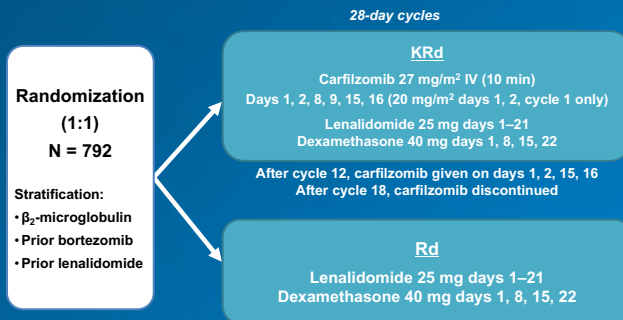 28-day cycles
Randomization
(1:1)
N = 792
Stratification:
• β₂-microglobulin
• Prior bortezomib
• Prior lenalidomide
KRd
Carfilzomib 27 mg/m² IV (10 min)
Days 1, 2, 8, 9, 15, 16 (20 mg/m² days 1, 2, cycle 1 only)
Lenalidomide 25 mg days 1–21
Dexamethasone 40 mg days 1, 8, 15, 22
After cycle 12, carfilzomib given on days 1, 2, 15, 16
After cycle 18, carfilzomib discontinued
Rd
Lenalidomide 25 mg days 1–21
Dexamethasone 40 mg days 1, 8, 15, 22